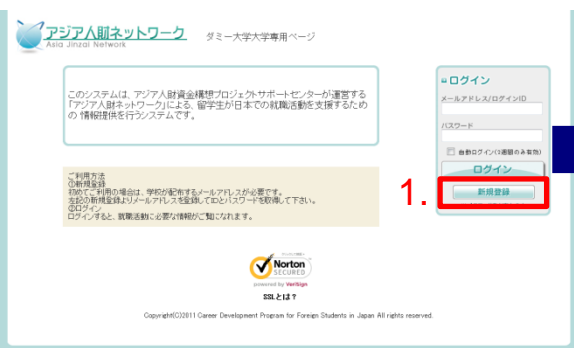 アジア人財ネットワーク
Asia Jinzai Network
ダミー大学大学専用ページ
このシステムは、アジア人財資金構想プロジェクトサポートセンターが運営する
「アジア人財ネットワーク」による、留学生が日本での就職活動を支援するため
の 情報提供を行うシステムです。
ログイン
メールアドレス/ログインID
パスワード
自動ログイン(1週間のみ有効)
ログイン
1.
新規登録
ご利用方法
①新規登録
初めてご利用の場合は、学校が配布するメールアドレスが必要です。
左記の新規登録よりメールアドレスを登録してIDとパスワードを取得して下さい。
②ログイン
ログインすると、就職活動に必要な情報がご覧になれます。
Norton
SECURED
powered by VeriSign
SSLとは?
Copyright(C)2011 Career Development Program for Foreign Students in Japan All rights reserved.